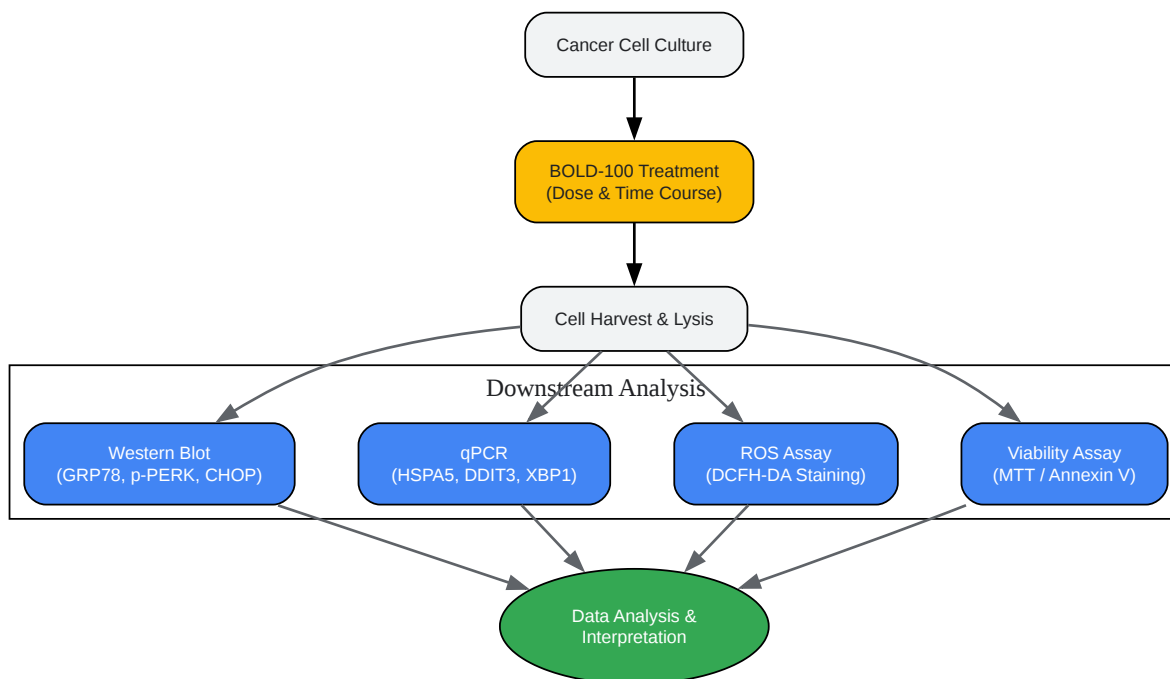 Cancer Cell Culture
BOLD-100 Treatment
(Dose & Time Course)
Cell Harvest & Lysis
Downstream Analysis
Western Blot
(GRP78, p-PERK, CHOP)
qPCR
(HSPA5, DDIT3, XBP1)
ROS Assay
(DCFH-DA Staining)
Viability Assay
(MTT / Annexin V)
Data Analysis &
Interpretation